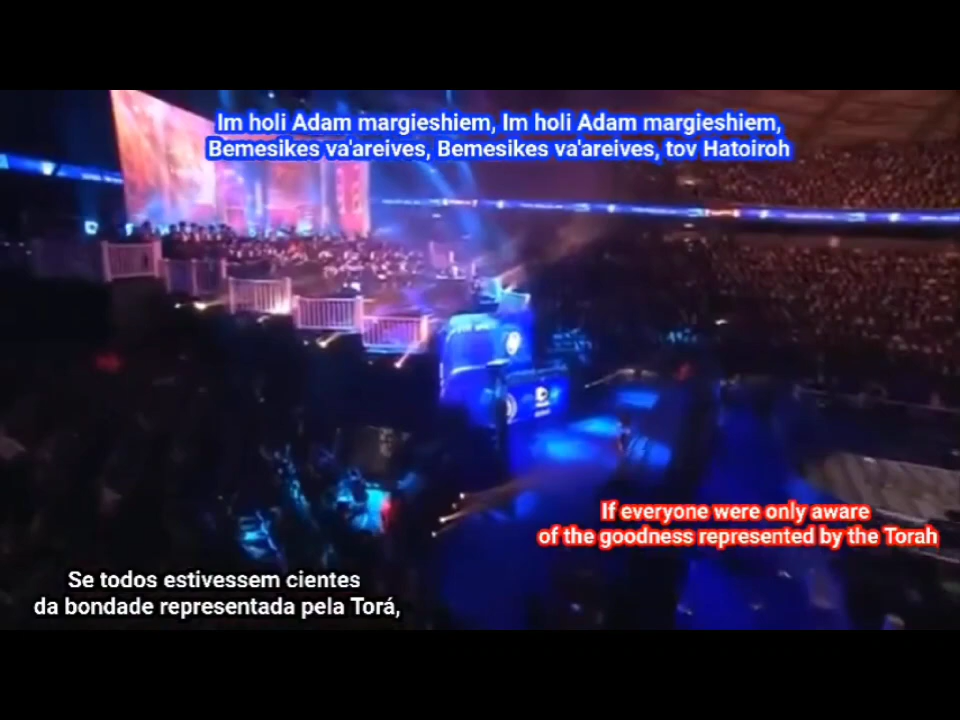 Im holi Adam margieshiem, Im holi Adam margieshiem,
Bemesikes va'areives, Bemesikes va'areives, tov Hatoiroh
If everyone were only aware
of the goodness represented by the Torah
Se todos estivessem cientes
da bondade representada pela Torá,